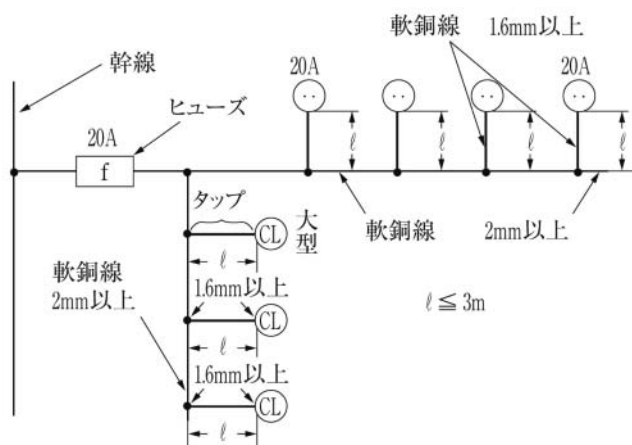 軟銅線 1.6mm以上
幹線
20A
20A
ヒューズ
20A
f
ℓ
ℓ
ℓ
ℓ
タップ
CL
大型
軟銅線
2mm以上
ℓ
軟銅線
2mm以上
1.6mm以上
ℓ ≦ 3m
CL
ℓ
1.6mm以上
CL
ℓ